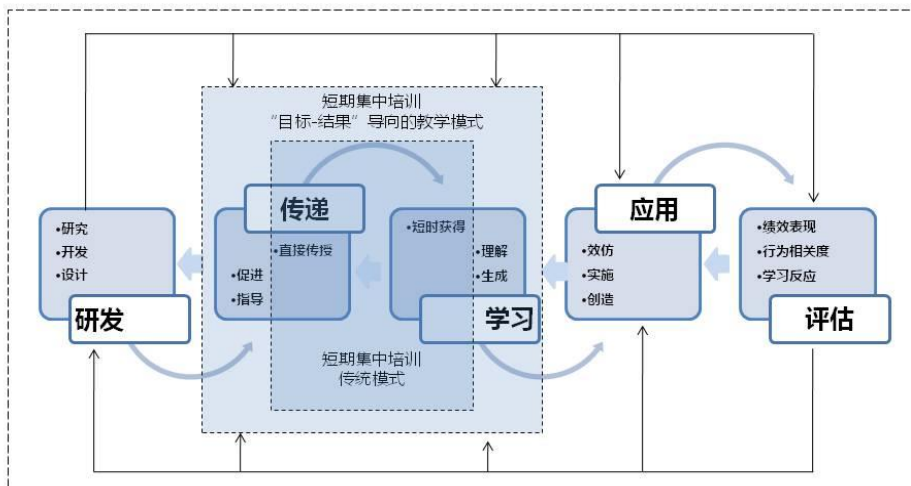 短期集中培训
“目标-结果”导向的教学模式
•研究
•开发
•设计
研发
传递
•直接传授
•促进
•指导
•短时获得
•理解
•生成
学习
短期集中培训
传统模式
应用
•效仿
•实施
•创造
•绩效表现
•行为相关度
•学习反应
评估